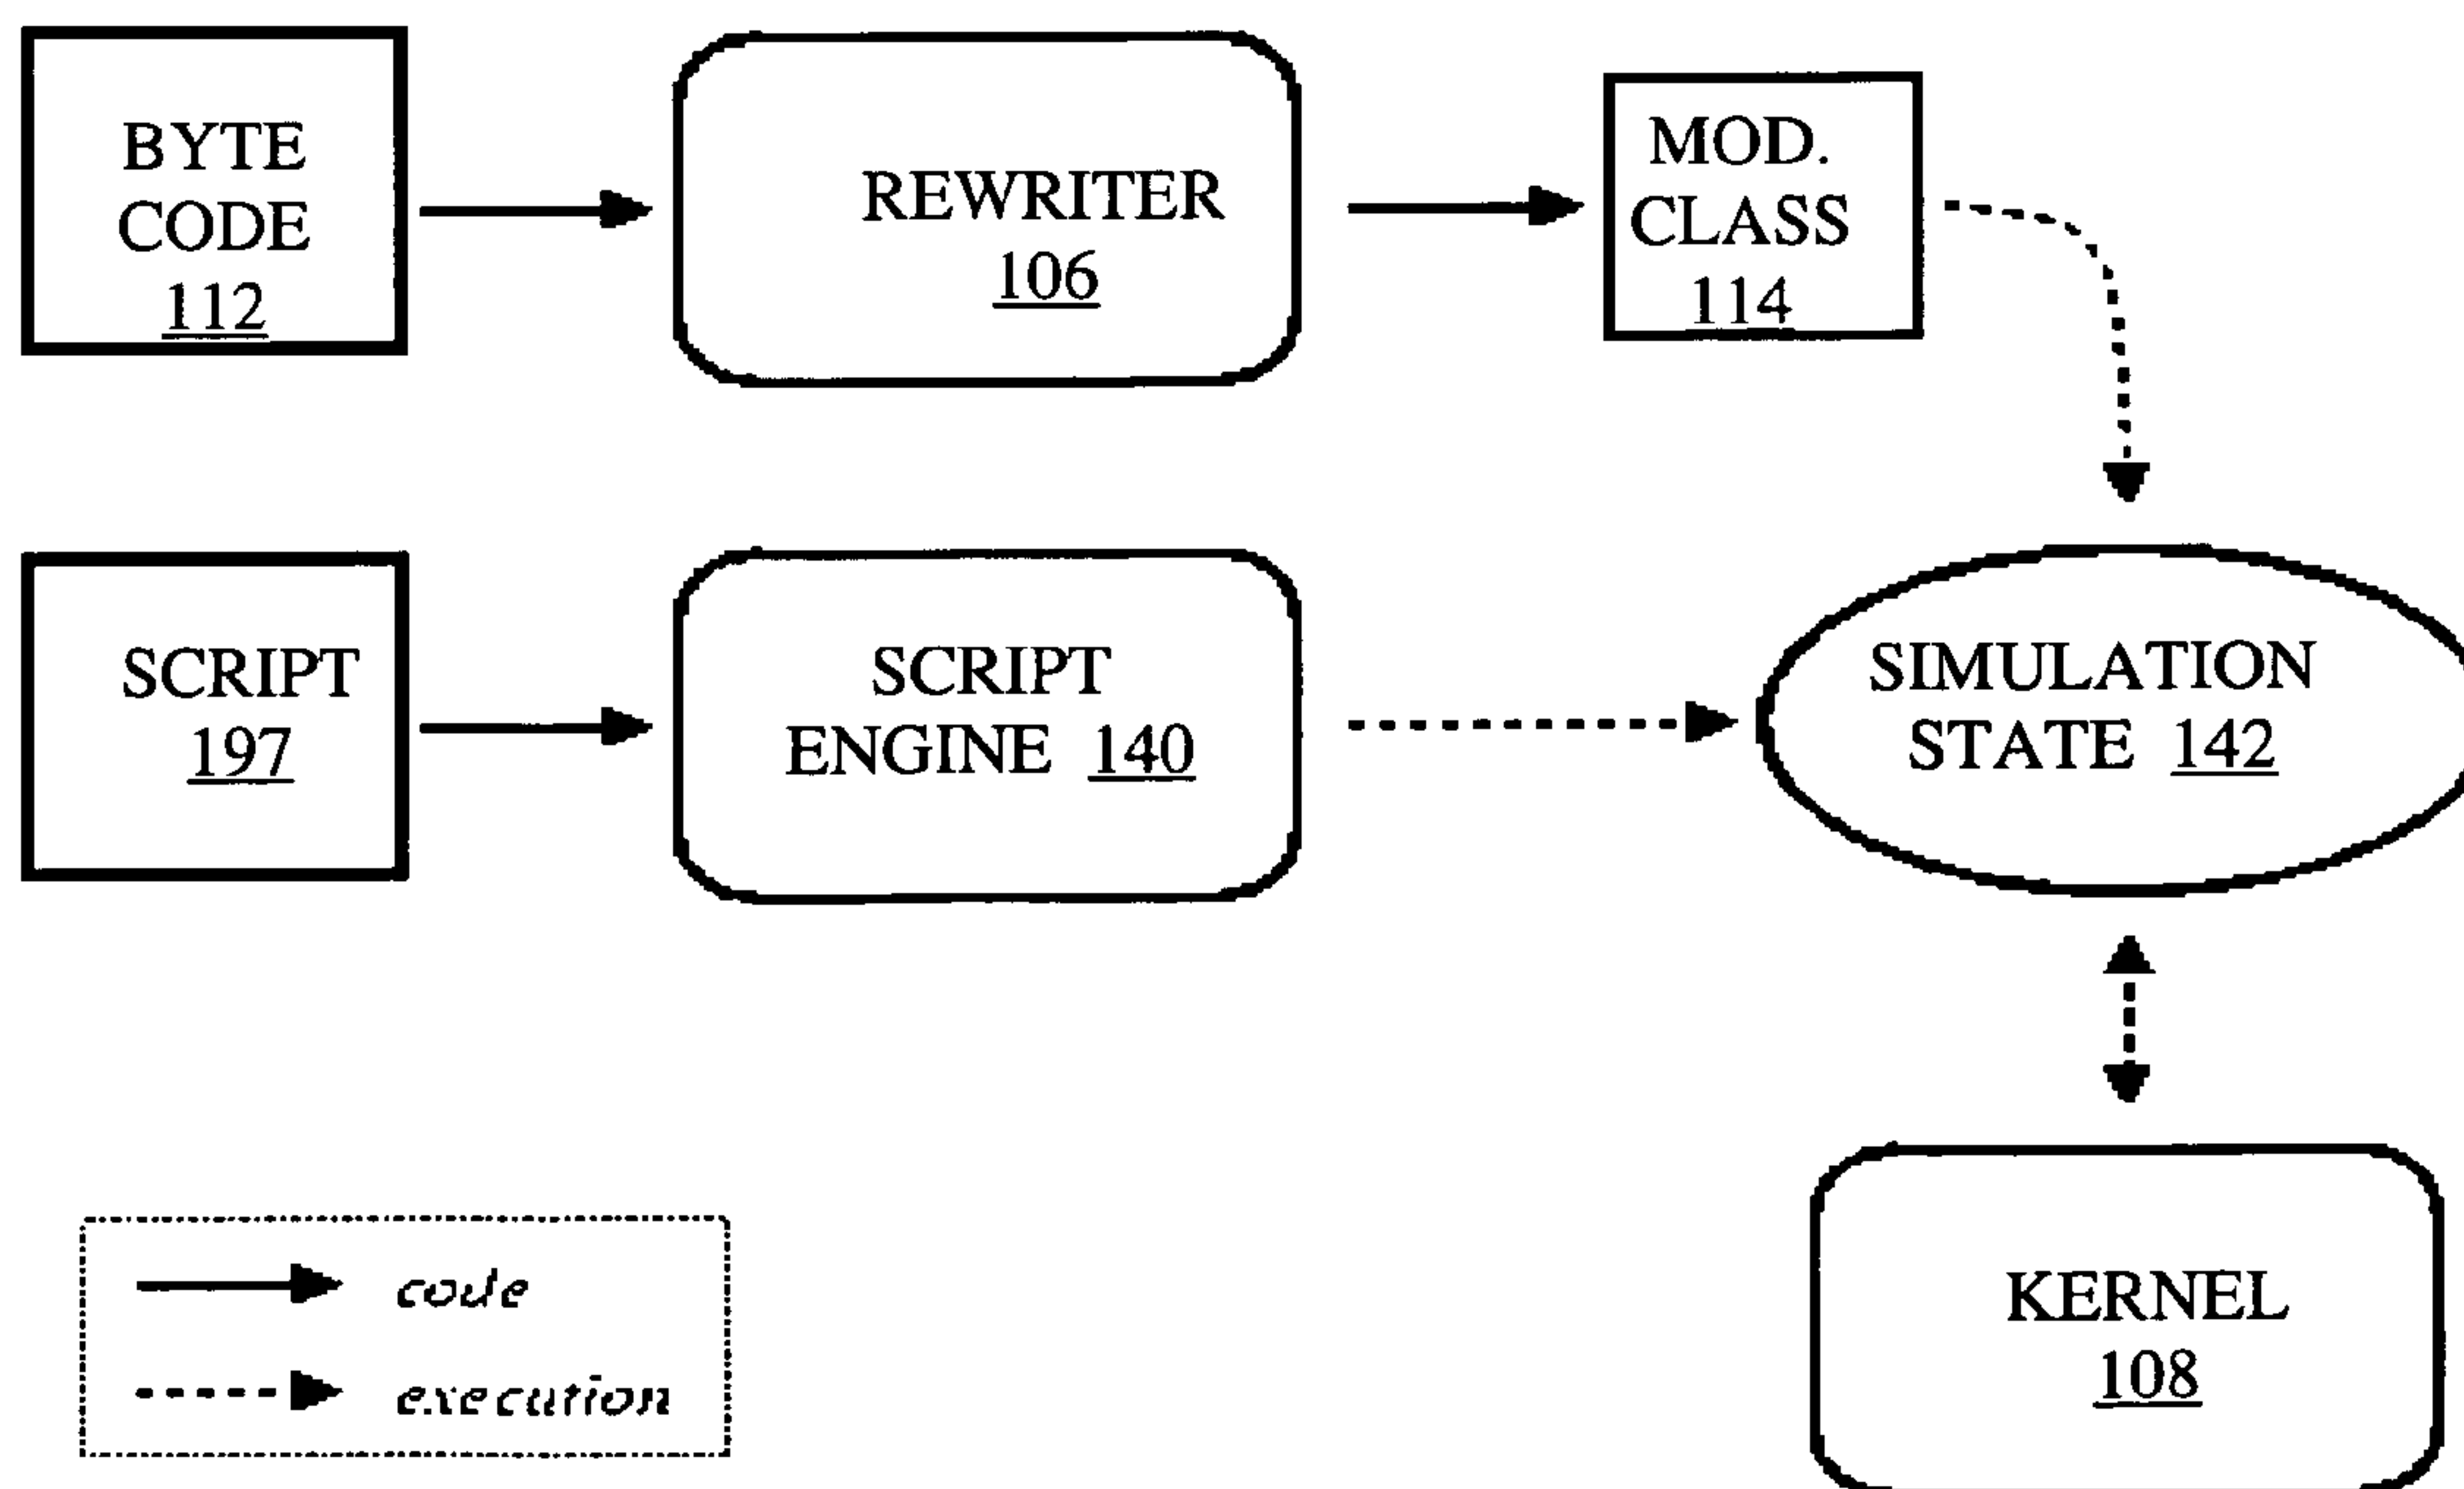 BYTE
CODE
112
REWRITER
106
MOD.
CLASS
114
SCRIPT
197
SCRIPT
ENGINE 140
SIMULATION
STATE 142
KERNEL
108
code
execution